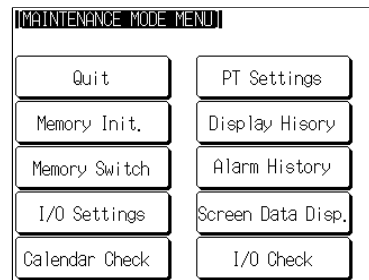 [MAINTENANCE MODE MENU]
Quit
PT Settings
Memory Init.
Display Hisory
Memory Switch
Alarm History
I/O Settings
Screen Data Disp.
Calendar Check
I/O Check